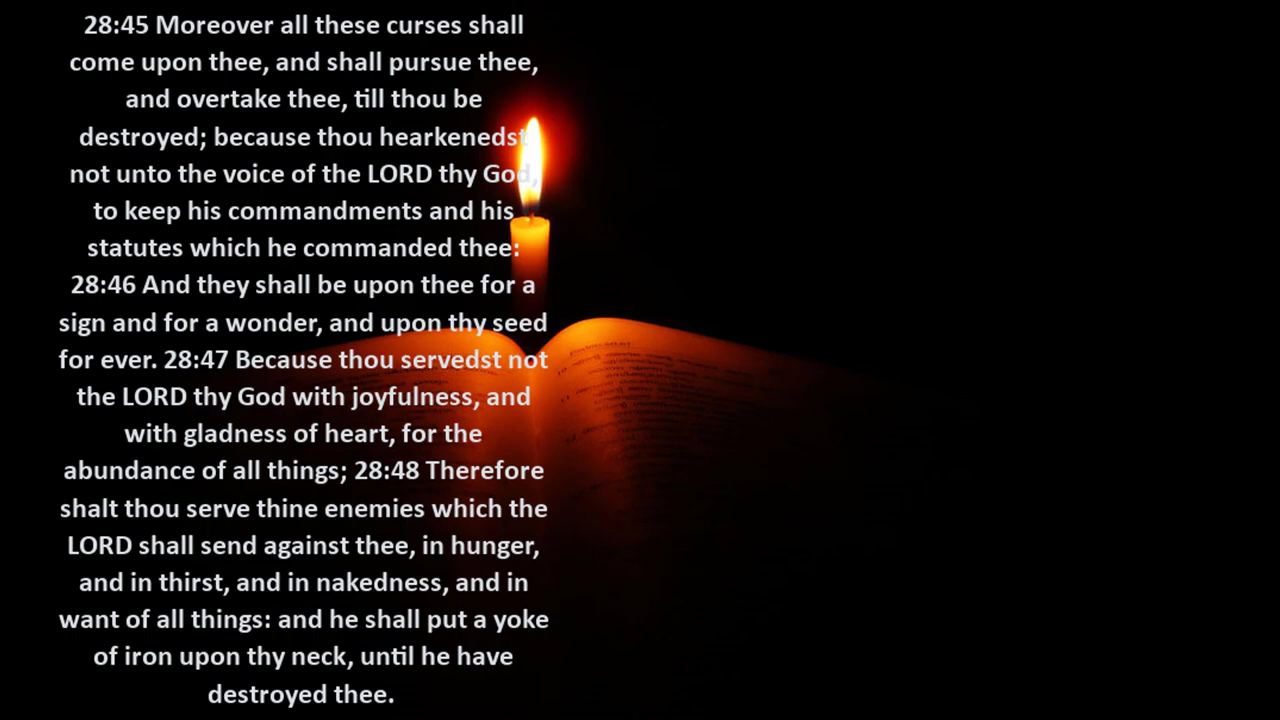 28:45 Moreover all these curses shall
come upon thee, and shall pursue thee,
and overtake thee, till thou be
destroyed; because thou hearkenedst
not unto the voice of the LORD thy God,
to keep his commandments and his
statutes which he commanded thee:
28:46 And they shall be upon thee for a
sign and for a wonder, and upon thy seed
for ever. 28:47 Because thou servedst not
the LORD thy God with joyfulness, and
with gladness of heart, for the
abundance of all things; 28:48 Therefore
shalt thou serve thine enemies which the
LORD shall send against thee, in hunger,
and in thirst, and in nakedness, and in
want of all things: and he shall put a yoke
of iron upon thy neck, until he have
destroyed thee.